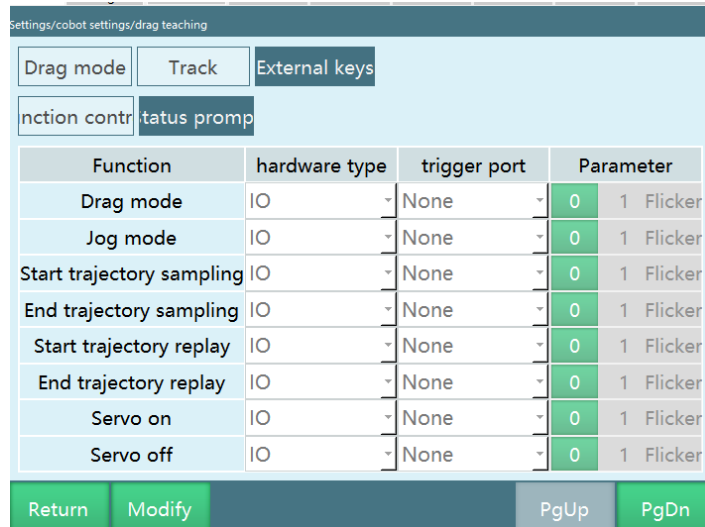 Settings/cobot settings/drag teaching
Drag mode Track External keys
nction contr tatus promp
Function hardware type trigger port Parameter
Drag mode IO None 0 1 Flicker
Jog mode IO None 0 1 Flicker
Start trajectory sampling IO None 0 1 Flicker
End trajectory sampling IO None 0 1 Flicker
Start trajectory replay IO None 0 1 Flicker
End trajectory replay IO None 0 1 Flicker
Servo on IO None 0 1 Flicker
Servo off IO None 0 1 Flicker
Return Modify PgUp PgDn